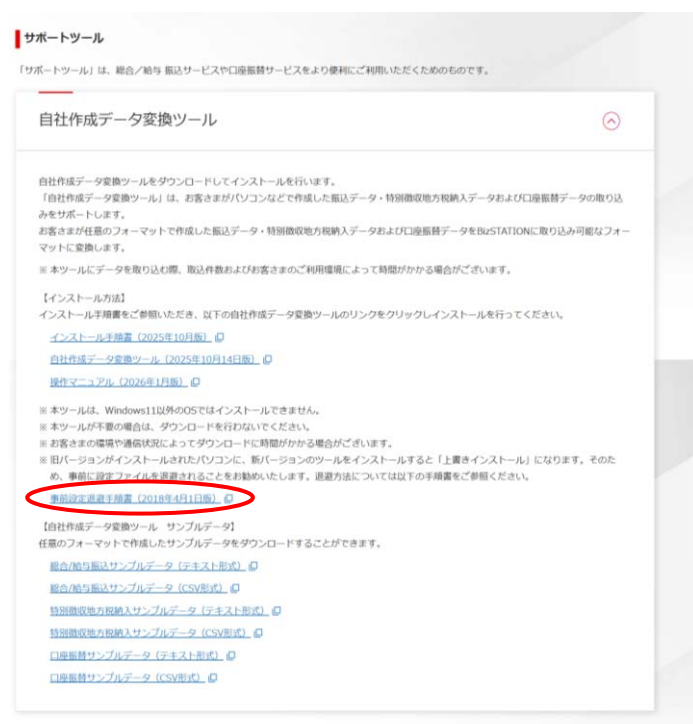 サポートツール
「サポートツール」は、総合／給与 振込サービスや口座振替サービスをより便利にご利用いただくためのものです。
自社作成データ変換ツール
自社作成データ変換ツールをダウンロードしてインストールを行います。
「自社作成データ変換ツール」は、お客さまがパソコンなどで作成した振込データ・特別徴収地方税納入データおよび口座振替データの取り込
みをサポートします。
お客さまが任意のフォーマットで作成した振込データ・特別徴収地方税納入データおよび口座振替データをBizSTATIONに取り込み可能なフォー
マットに変換します。
※ 本ツールにデータを取り込む際、取込件数およびお客さまのご利用環境によって時間がかかる場合がございます。
【インストール方法】
インストール手順書をご参照いただき、以下の自社作成データ変換ツールのリンクをクリックしインストールを行ってください。
インストール手順書（2025年10月版）
自社作成データ変換ツール（2025年10月14日版）
操作マニュアル（2026年1月版）
※ 本ツールは、Windows11以外のOSではインストールできません。
※ 本ツールが不要の場合は、ダウンロードを行わないでください。
※ お客さまの環境や通信状況によってダウンロードに時間がかかる場合がございます。
※ 旧バージョンがインストールされたパソコンに、新バージョンのツールをインストールすると「上書きインストール」になります。そのた
め、事前に設定ファイルを退避されることをお勧めいたします。退避方法については以下の手順書をご参照ください。
事前設定退避手順書（2018年4月1日版）
【自社作成データ変換ツール　サンプルデータ】
任意のフォーマットで作成したサンプルデータをダウンロードすることができます。
総合/給与振込サンプルデータ（テキスト形式）
総合/給与振込サンプルデータ（CSV形式）
特別徴収地方税納入サンプルデータ（テキスト形式）
特別徴収地方税納入サンプルデータ（CSV形式）
口座振替サンプルデータ（テキスト形式）
口座振替サンプルデータ（CSV形式）